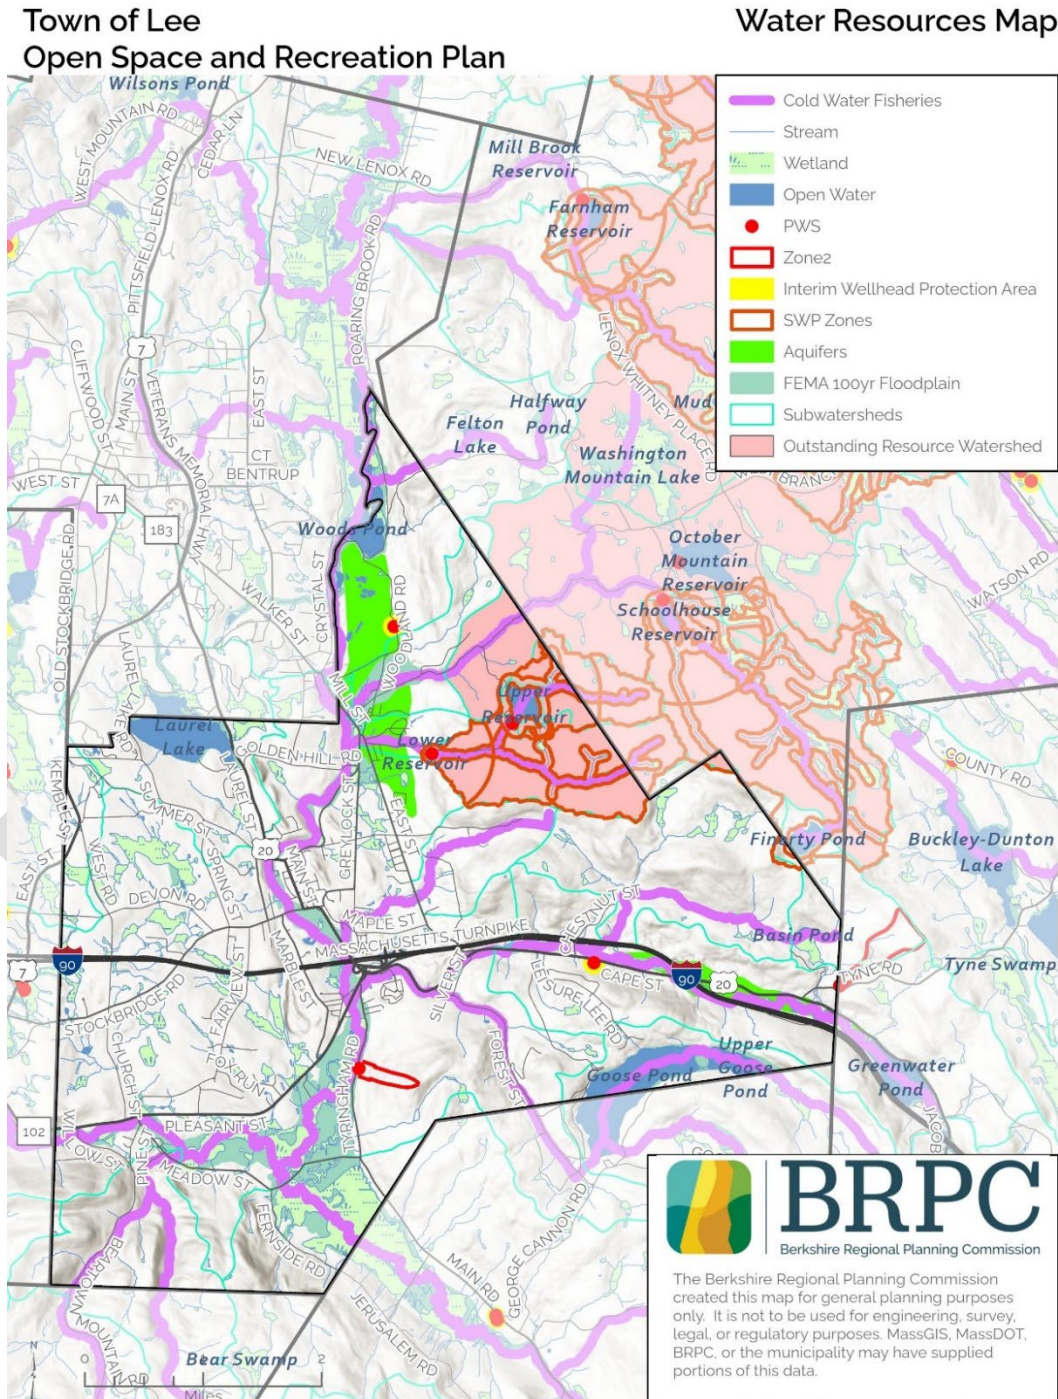 Town of Lee
Open Space and Recreation Plan
Water Resources Map
Cold Water Fisheries
Stream
Wetland
Open Water
PWS
Zone2
Interim Wellhead Protection Area
SWP Zones
Aquifers
FEMA 100yr Floodplain
Subwatersheds
Outstanding Resource Watershed
Wilsons Pond
WEST MOUNTAIN RD
PITTSFIELD-LENOX RD
CEDAR LN
NEW LENOX RD
Mill Brook
Reservoir
Farnham
Reservoir
ROARING BROOK RD
LENOX WHITNEY PLACE RD
7
CLIFFWOOD ST
MAIN ST
VETERANS MEMORIAL HWY
EAST ST
CT
BENTRUP
Halfway
Pond
Felton
Lake
Mud
Washington
Mountain Lake
BRANCH
WEST ST
7A
183
Woods Pond
October
Mountain
Reservoir
Schoolhouse
Reservoir
WATSON RD
OLD STOCKBRIDGE RD
WALKER ST
CRYSTAL ST
WOODLAND RD
MILL ST
LAUREL LAKE RD
Laurel
Lake
Upper
Reservoir
Lower
Reservoir
GOLDEN HILL RD
LAUREL ST
KEMBLE ST
SUMMER ST
GREYLOCK ST
EAST ST
COUNTY RD
Finerty Pond
Buckley-Dunton
Lake
EAST ST
WEST RD
DEVON RD
SPRING ST
20
MAIN ST
MAPLE ST
MASSACHUSETTS TURNPIKE
CHESTNUT ST
Basin Pond
TYNE RD
Tyne Swamp
7
90
MARBLE ST
FAIRVIEW ST
STOCKBRIDGE RD
SILVER ST
LEISURE LEE RD
CAPE ST
90
20
FOX RUN
CHURCH ST
TYRINGHAM RD
FOREST ST
Goose Pond
Upper
Goose
Pond
Greenwater
Pond
JACOB
102
PLEASANT ST
WILLOW ST
PINE ST
MEADOW ST
FERNSIDE RD
BEARTOWN MOUNTAIN RD
MAIN RD
GEORGE CANNON RD
JERUSALEM RD
Bear Swamp
N
0
1
2
Miles
BRPC
Berkshire Regional Planning Commission
The Berkshire Regional Planning Commission
created this map for general planning purposes
only. It is not to be used for engineering, survey,
legal, or regulatory purposes. MassGIS, MassDOT,
BRPC, or the municipality may have supplied
portions of this data.